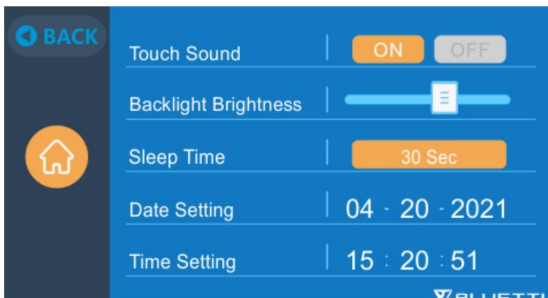 BACK
Touch Sound ON OFF
Backlight Brightness
Sleep Time 30 Sec
Date Setting 04 - 20 - 2021
Time Setting 15 : 20 : 51
BLUETTI